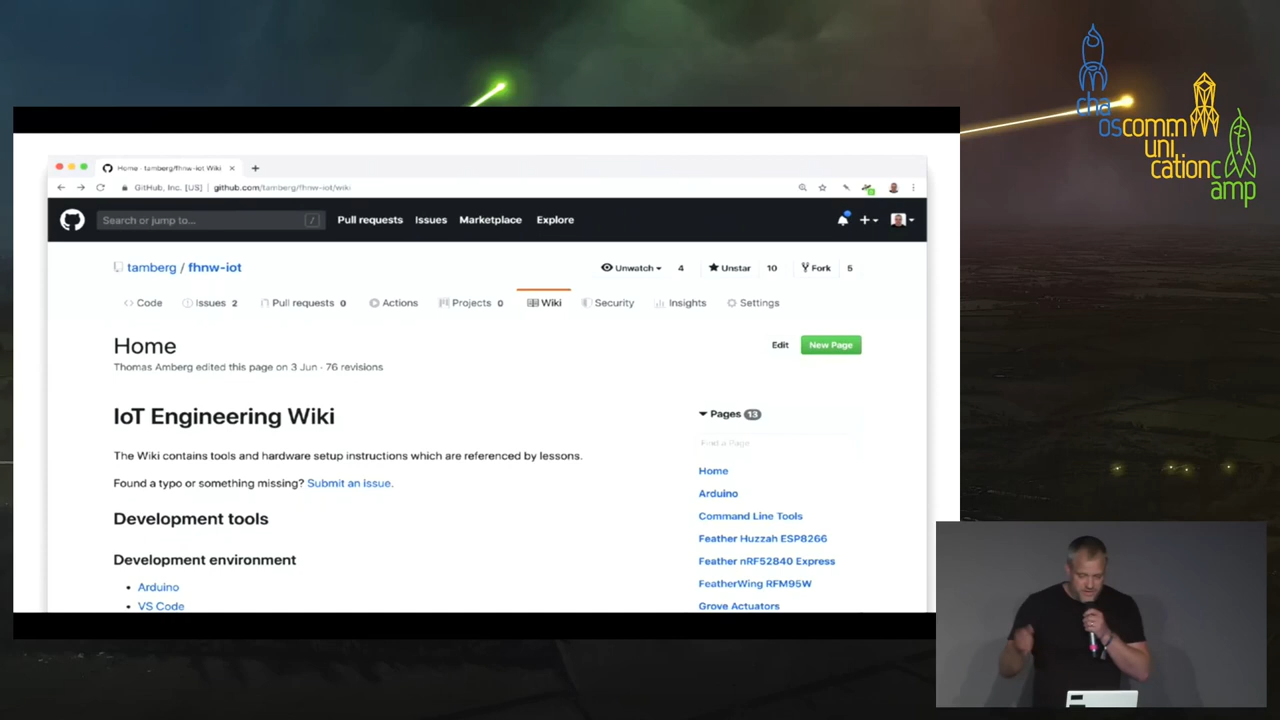 chaoscommunicationcamp
Home · tamberg/fhnw-iot Wiki
GitHub, Inc. [US] | github.com/tamberg/fhnw-iot/wiki
Search or jump to... /
Pull requests Issues Marketplace Explore
tamberg / fhnw-iot
Unwatch 4 Unstar 10 Fork 5
Code Issues 2 Pull requests 0 Actions Projects 0 Wiki Security Insights Settings
Home
Edit New Page
Thomas Amberg edited this page on 3 Jun · 76 revisions
IoT Engineering Wiki
The Wiki contains tools and hardware setup instructions which are referenced by lessons.
Found a typo or something missing? Submit an issue.
Development tools
Development environment
• Arduino
• VS Code
Pages 13
Find a Page
Home
Arduino
Command Line Tools
Feather Huzzah ESP8266
Feather nRF52840 Express
FeatherWing RFM95W
Grove Actuators